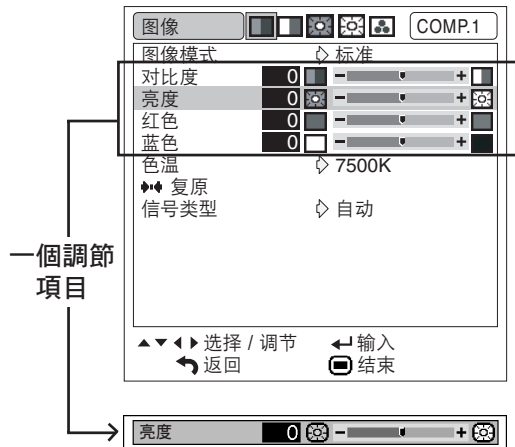 图像 COMP.1
图像模式 标准
对比度 0 - +
亮度 0 - +
红色 0 - +
蓝色 0 - +
色温 7500K
复原
信号类型 自动
一個調節
項目
选择 / 调节 输入
返回 结束
亮度 0 - +